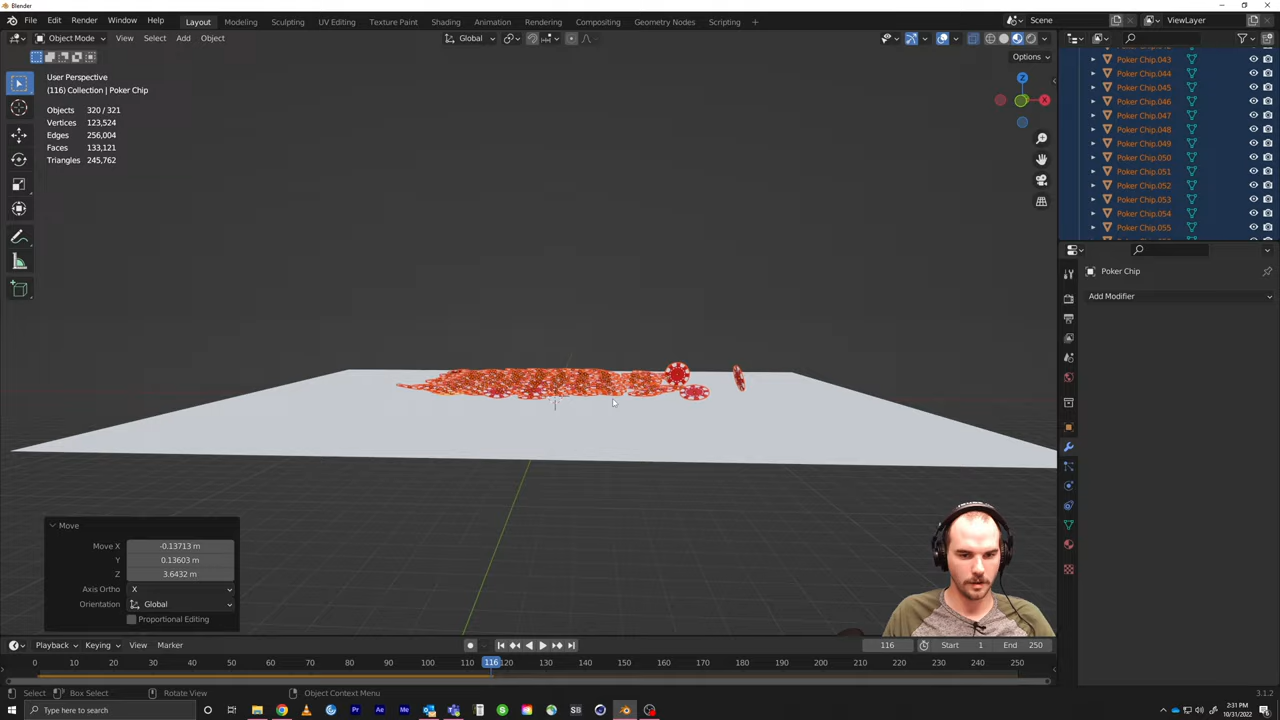 Blender
File Edit Render Window Help
Layout Modeling Sculpting UV Editing Texture Paint Shading Animation Rendering Compositing Geometry Nodes Scripting +
Scene
ViewLayer
Object Mode View Select Add Object
Global
Options
User Perspective
(116) Collection | Poker Chip
Objects 320 / 321
Vertices 123,524
Edges 256,004
Faces 133,121
Triangles 245,762
Z
X
Poker Chip.043
Poker Chip.044
Poker Chip.045
Poker Chip.046
Poker Chip.047
Poker Chip.048
Poker Chip.049
Poker Chip.050
Poker Chip.051
Poker Chip.052
Poker Chip.053
Poker Chip.054
Poker Chip.055
Poker Chip
Add Modifier
Move
Move X -0.13713 m
Y 0.13603 m
Z 3.6432 m
Axis Ortho X
Orientation Global
Proportional Editing
Playback Keying View Marker
116 Start 1 End 250
0 10 20 30 40 50 60 70 80 90 100 110 116 120 130 140 150 160 170 180 190 200 210 220 230 240 250
Select Box Select Rotate View Object Context Menu
3.1.2
Type here to search
2:31 PM
10/31/2022